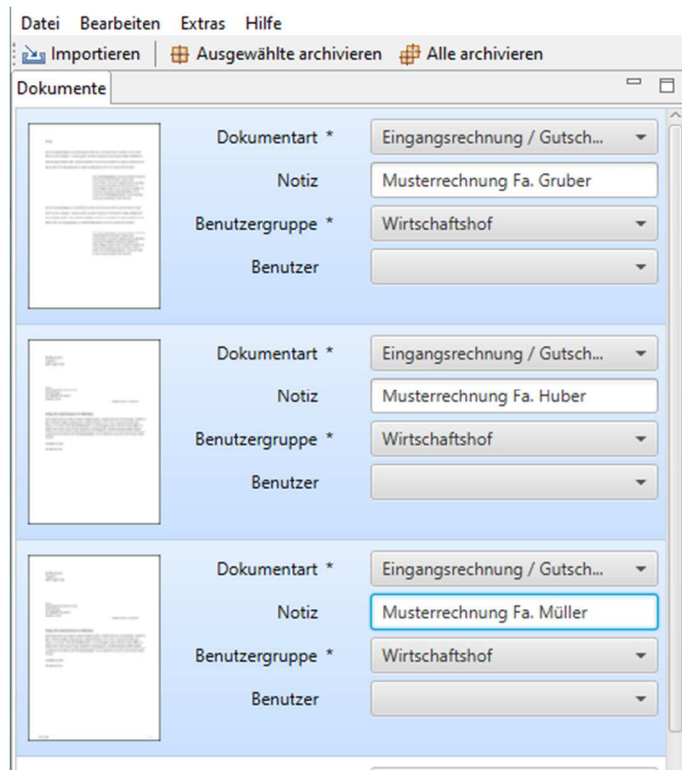 Datei Bearbeiten Extras Hilfe
Importieren Ausgewählte archivieren Alle archivieren
Dokumente
Dokumentart * Eingangsrechnung / Gutsch...
Notiz Musterrechnung Fa. Gruber
Benutzergruppe * Wirtschaftshof
Benutzer
Dokumentart * Eingangsrechnung / Gutsch...
Notiz Musterrechnung Fa. Huber
Benutzergruppe * Wirtschaftshof
Benutzer
Dokumentart * Eingangsrechnung / Gutsch...
Notiz Musterrechnung Fa. Müller
Benutzergruppe * Wirtschaftshof
Benutzer